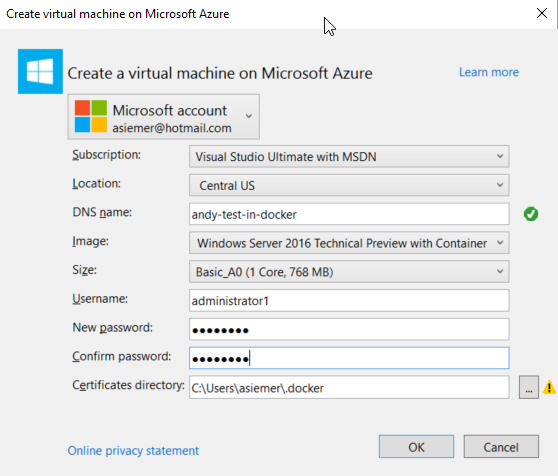 Create virtual machine on Microsoft Azure
Create a virtual machine on Microsoft Azure
Learn more
Microsoft account
asiemer@hotmail.com
Subscription: Visual Studio Ultimate with MSDN
Location: Central US
DNS name: andy-test-in-docker
Image: Windows Server 2016 Technical Preview with Container
Size: Basic_A0 (1 Core, 768 MB)
Username: administrator1
New password: ●●●●●●●●
Confirm password: ●●●●●●●●
Certificates directory: C:\Users\asiemer\.docker ...
Online privacy statement OK Cancel